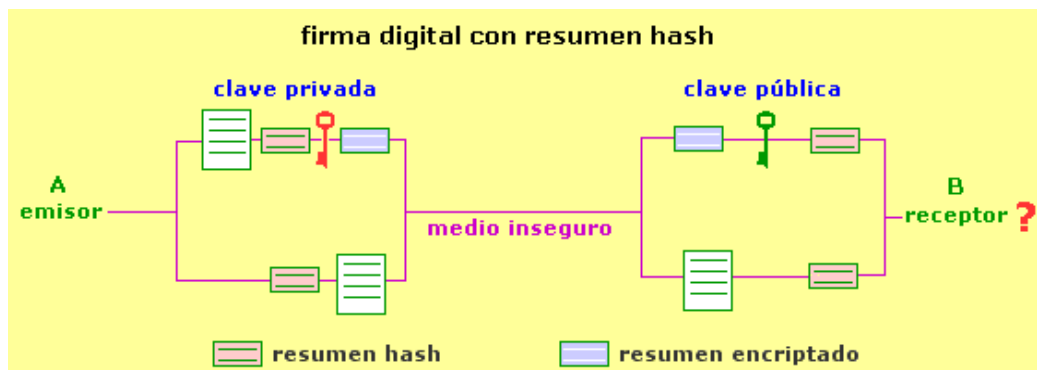 firma digital con resumen hash
clave privada
clave pública
A
emisor
medio inseguro
B
receptor ?
resumen hash
resumen encriptado